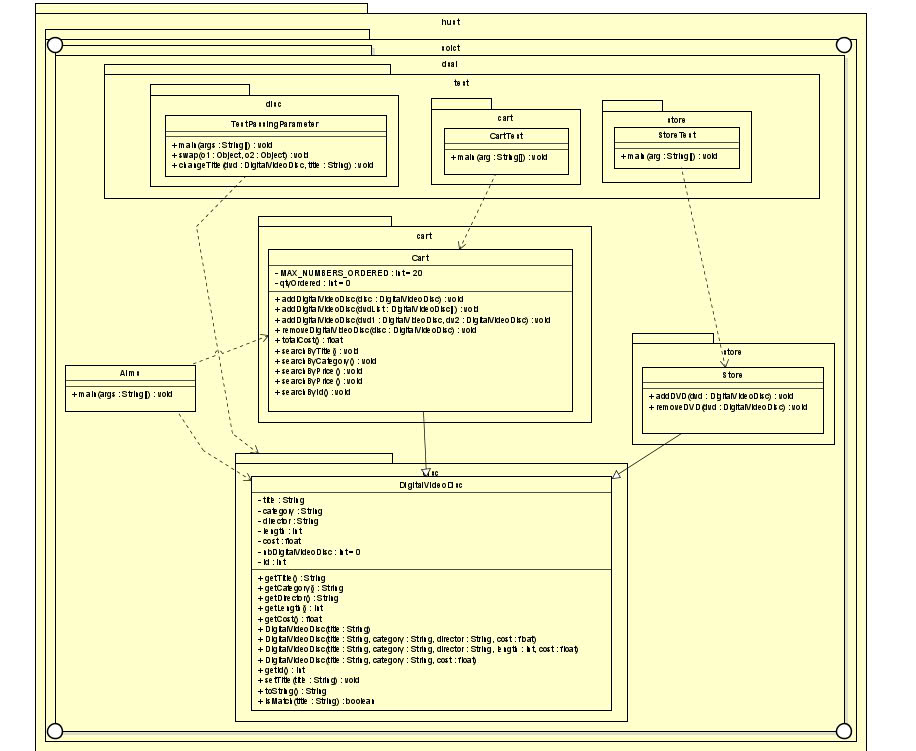 hust
soict
dsai
test
disc
TestPassingParameter
+ main(args : String[]) : void
+ swap(o1 : Object, o2 : Object) : void
+ changeTitle(dvd : DigitalVideoDisc, title : String) : void
cart
CartTest
+ main(arg : String[]) : void
store
StoreTest
+ main(arg : String[]) : void
cart
Cart
- MAX_NUMBERS_ORDERED : int = 20
- qtyOrdered : int = 0
+ addDigitalVideoDisc(disc : DigitalVideoDisc) : void
+ addDigitalVideoDisc(dvdList : DigitalVideoDisc[]) : void
+ addDigitalVideoDisc(dvd1 : DigitalVideoDisc, dv2 : DigitalVideoDisc) : void
+ removeDigitalVideoDisc(disc : DigitalVideoDisc) : void
+ totalCost() : float
+ searchByTitle() : void
+ searchByCategory() : void
+ searchByPrice() : void
+ searchByPrice() : void
+ searchById() : void
Aims
+ main(args : String[]) : void
store
Store
+ addDVD(dvd : DigitalVideoDisc) : void
+ removeDVD(dvd : DigitalVideoDisc) : void
disc
DigitalVideoDisc
- title : String
- category : String
- director : String
- length : int
- cost : float
- nbDigitalVideoDisc : int = 0
- id : int
+ getTitle() : String
+ getCategory() : String
+ getDirector() : String
+ getLength() : int
+ getCost() : float
+ DigitalVideoDisc(title : String)
+ DigitalVideoDisc(title : String, category : String, director : String, cost : float)
+ DigitalVideoDisc(title : String, category : String, director : String, length : int, cost : float)
+ DigitalVideoDisc(title : String, category : String, cost : float)
+ getId() : int
+ setTitle(title : String) : void
+ toString() : String
+ isMatch(title : String) : boolean